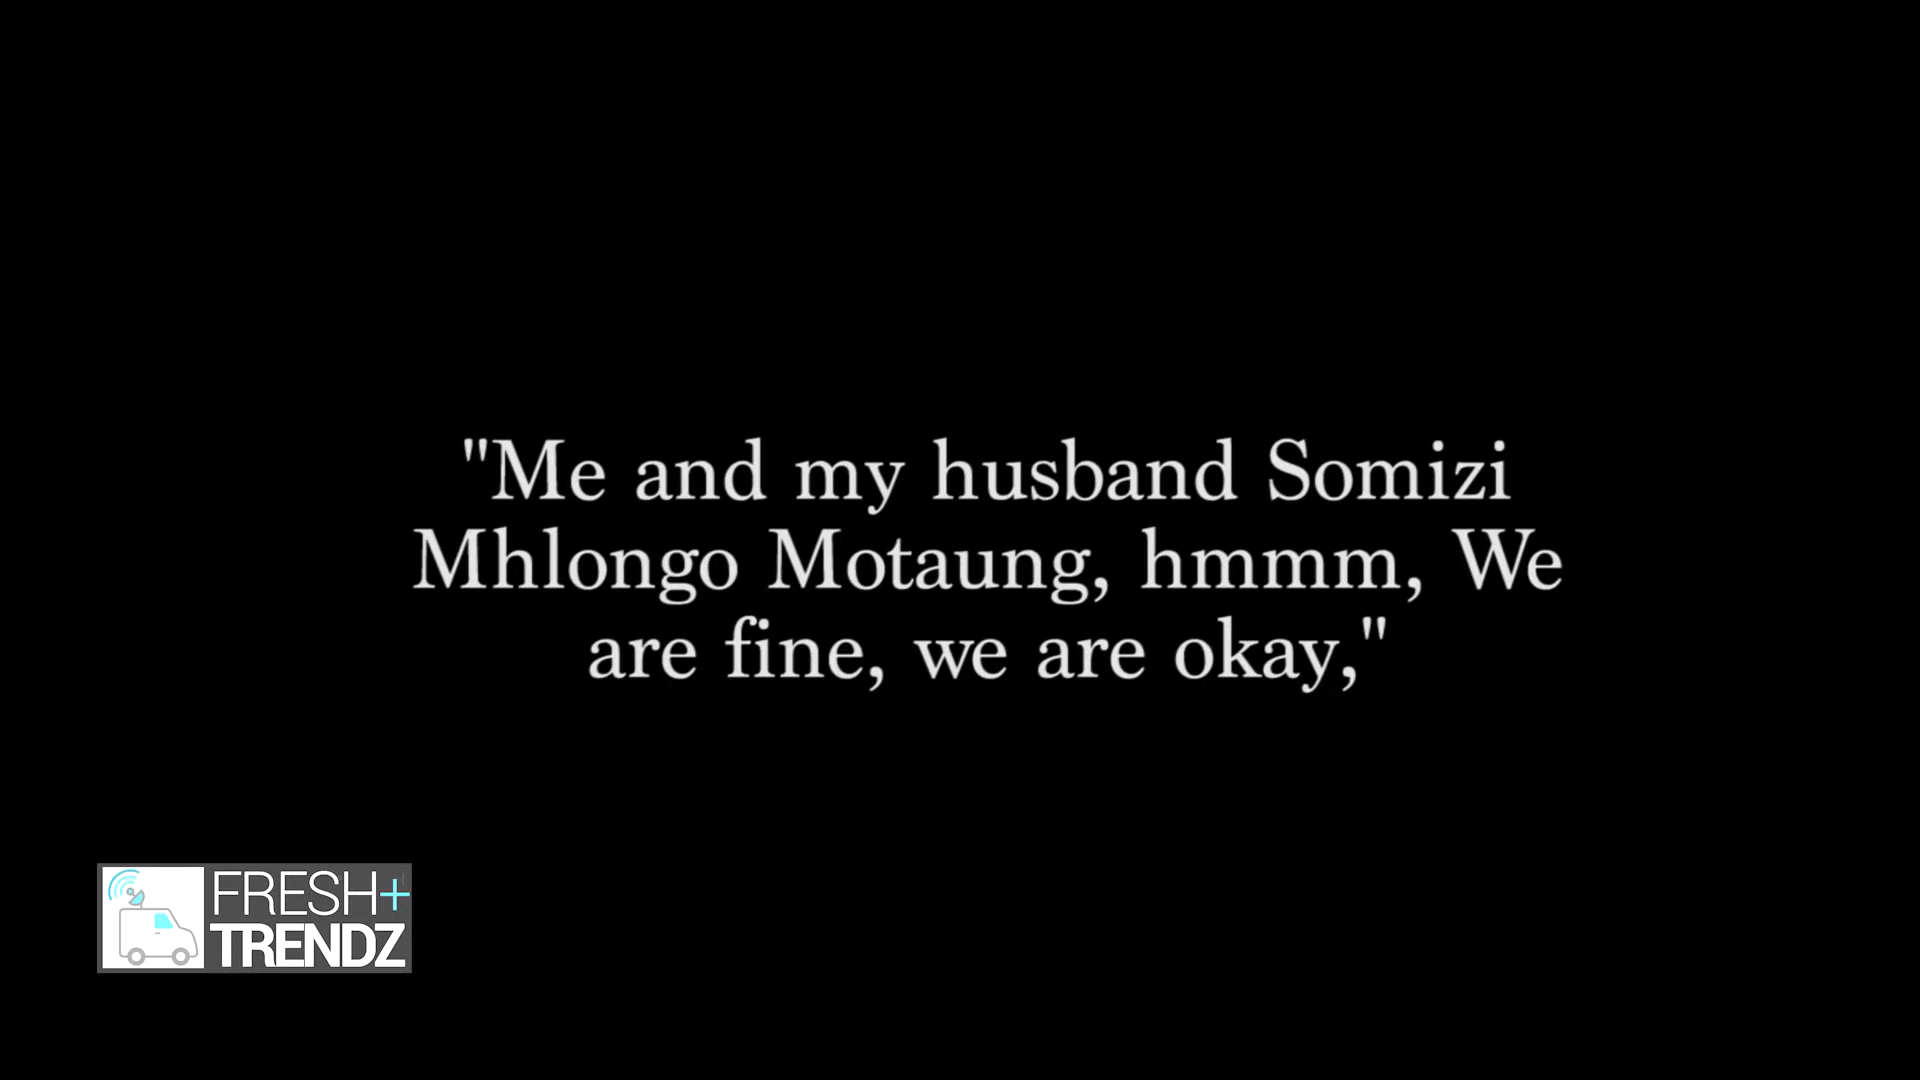 "Me and my husband Somizi
Mhlongo Motaung, hmmm, We
are fine, we are okay,"
FRESH+
TRENDZ